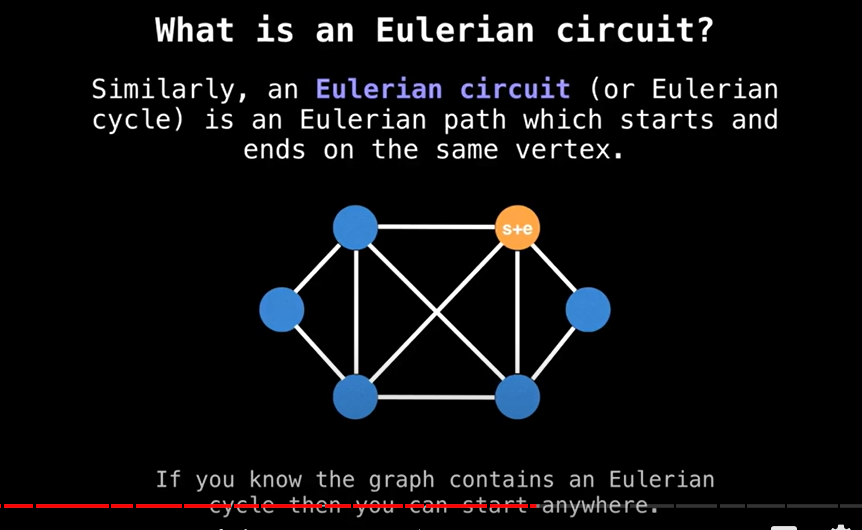 What is an Eulerian circuit?
Similarly, an Eulerian circuit (or Eulerian
cycle) is an Eulerian path which starts and
ends on the same vertex.
s+e
If you know the graph contains an Eulerian
cycle then you can start anywhere.